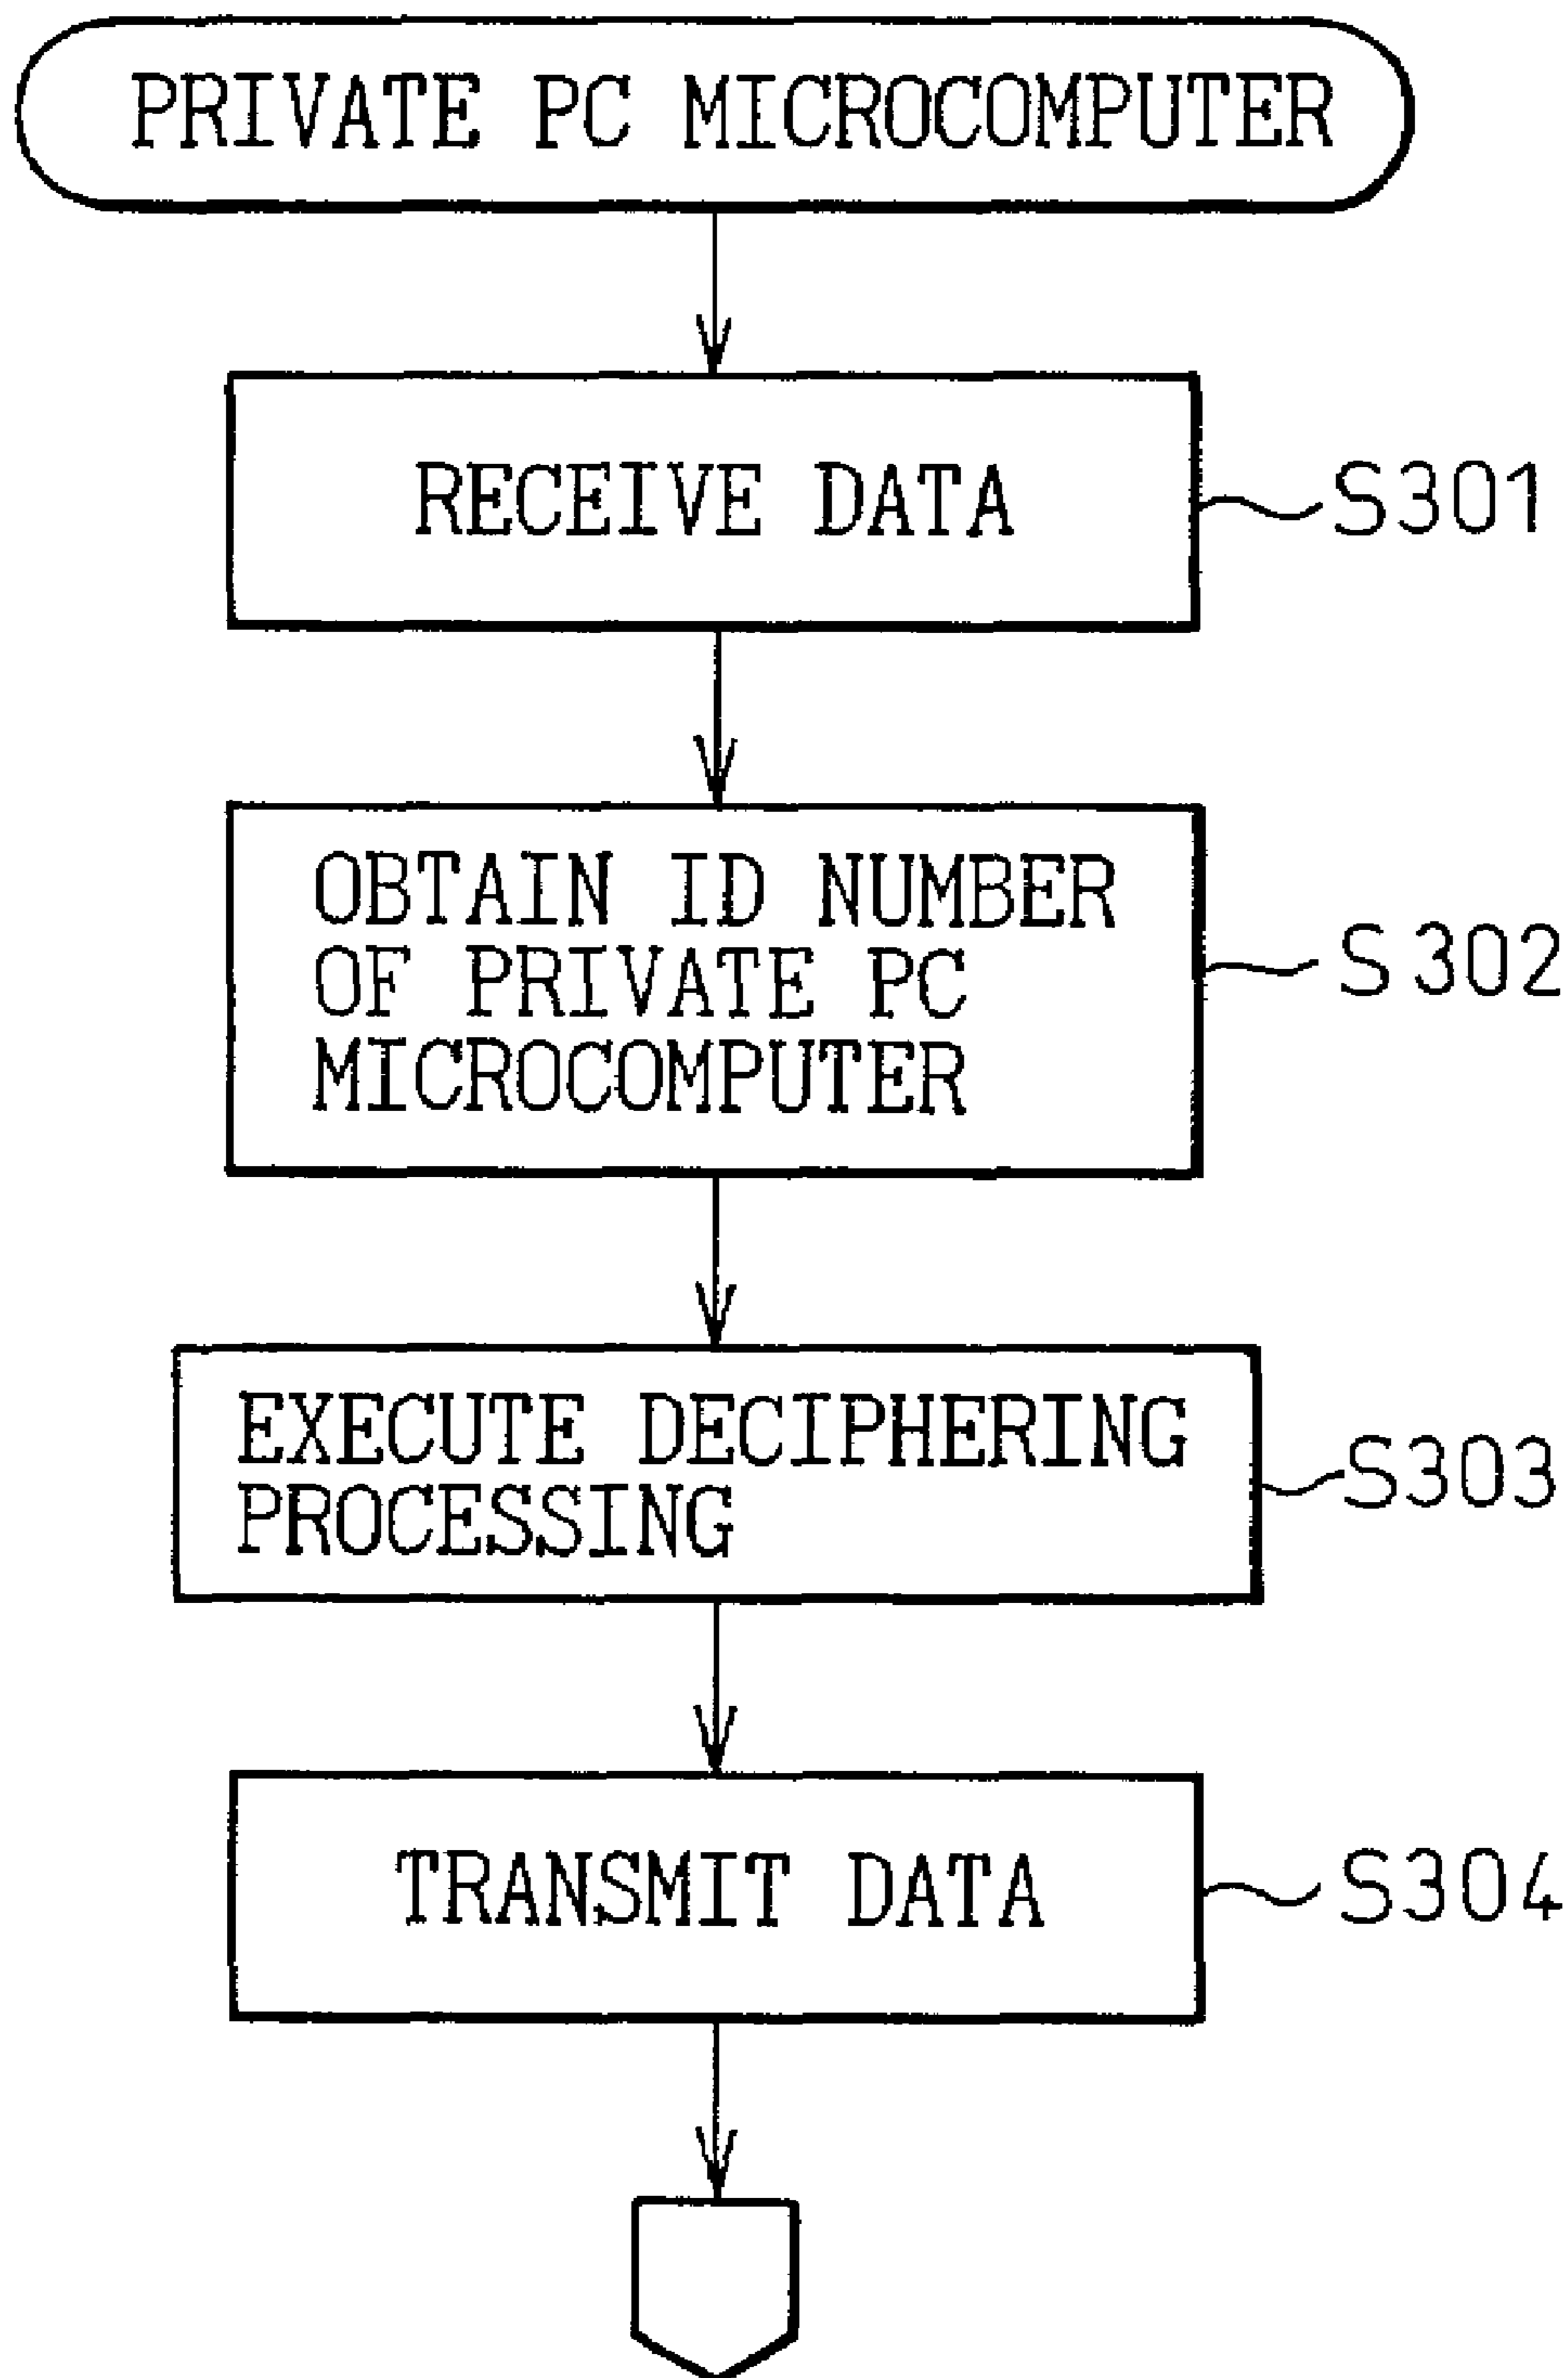 PRIVATE PC MICROCOMPUTER
RECEIVE DATA
S301
OBTAIN ID NUMBER
OF PRIVATE PC
MICROCOMPUTER
S302
EXECUTE DECIPHERING
PROCESSING
S303
TRANSMIT DATA
S304